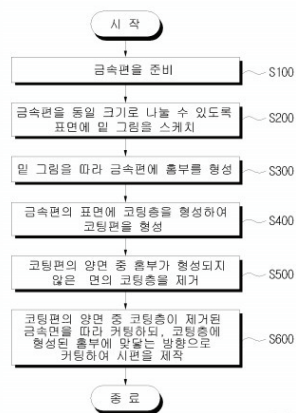 시 작
금속편을 준비
S100
금속편을 동일 크기로 나눌 수 있도록
표면에 밑 그림을 스케치
S200
밑 그림을 따라 금속편에 홈부를 형성
S300
금속편의 표면에 코팅층을 형성하여
코팅편을 형성
S400
코팅편의 양면 중 홈부가 형성되지
않은 면의 코팅층을 제거
S500
코팅편의 양면 중 코팅층이 제거된
금속면을 따라 커팅하되, 코팅층에
형성된 홈부에 맞닿는 방향으로
커팅하여 시편을 제작
S600
종 료